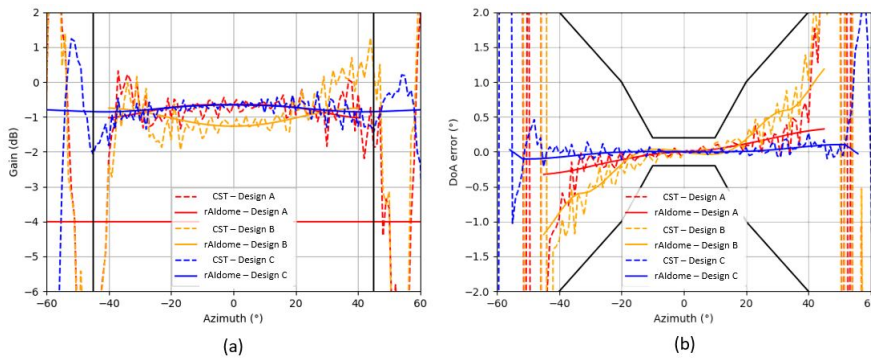 2
1
0
−1
−2
−3
−4
−5
−6
Gain (dB)
CST – Design A
rAIdome – Design A
CST – Design B
rAIdome – Design B
CST – Design C
rAIdome – Design C
−60
−40
−20
0
20
40
60
Azimuth (°)
(a)
2.0
1.5
1.0
0.5
0.0
−0.5
−1.0
−1.5
−2.0
DoA error (°)
CST – Design A
rAIdome – Design A
CST – Design B
rAIdome – Design B
CST – Design C
rAIdome – Design C
−60
−40
−20
0
20
40
Azimuth (°)
(b)